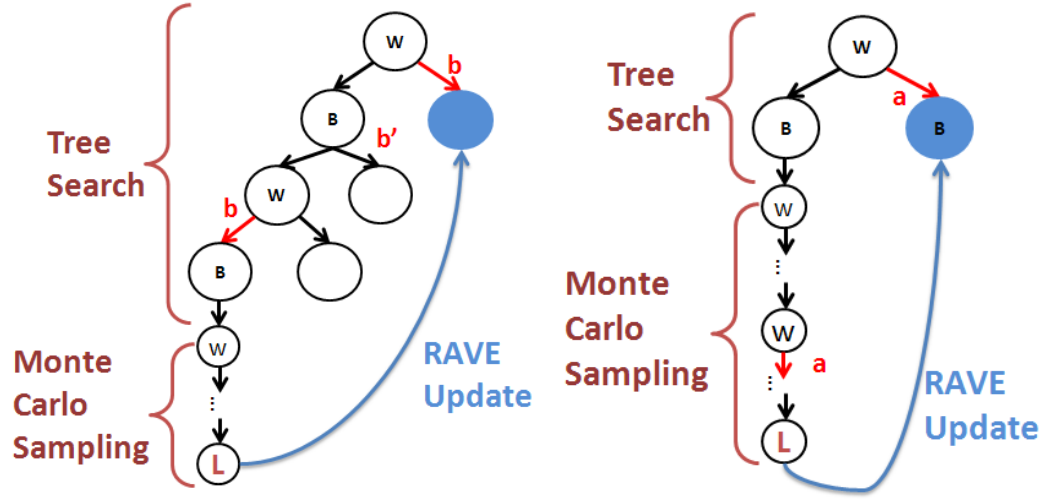 W
b
B
b'
Tree
Search
W
b
B
W
Monte
Carlo
Sampling
...
L
RAVE
Update
W
Tree
Search
a
B
B
W
...
Monte
Carlo
Sampling
W
a
...
L
RAVE
Update